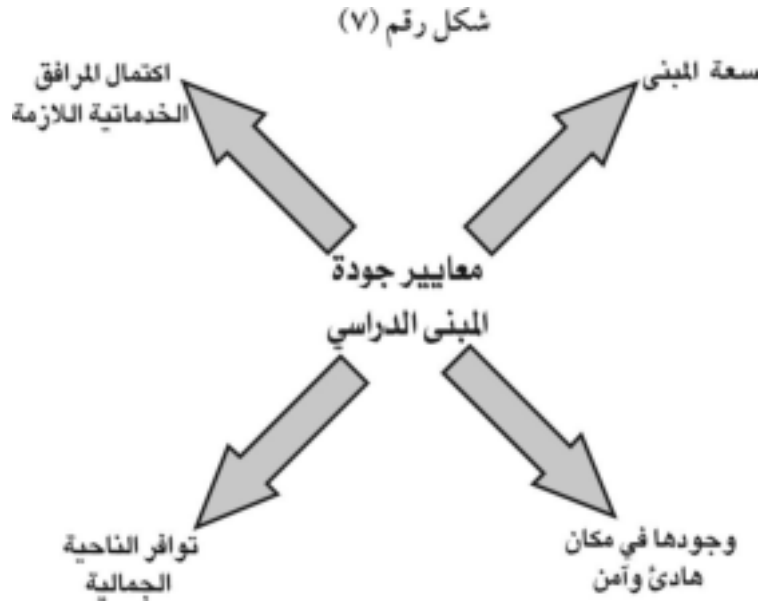 شكل رقم (٧)
سعة المبنى
اكتمال المرافق
الخدماتية اللازمة
معايير جودة
المبنى الدراسي
وجودها في مكان
هادئ وآمن
توافر الناحية
الجمالية